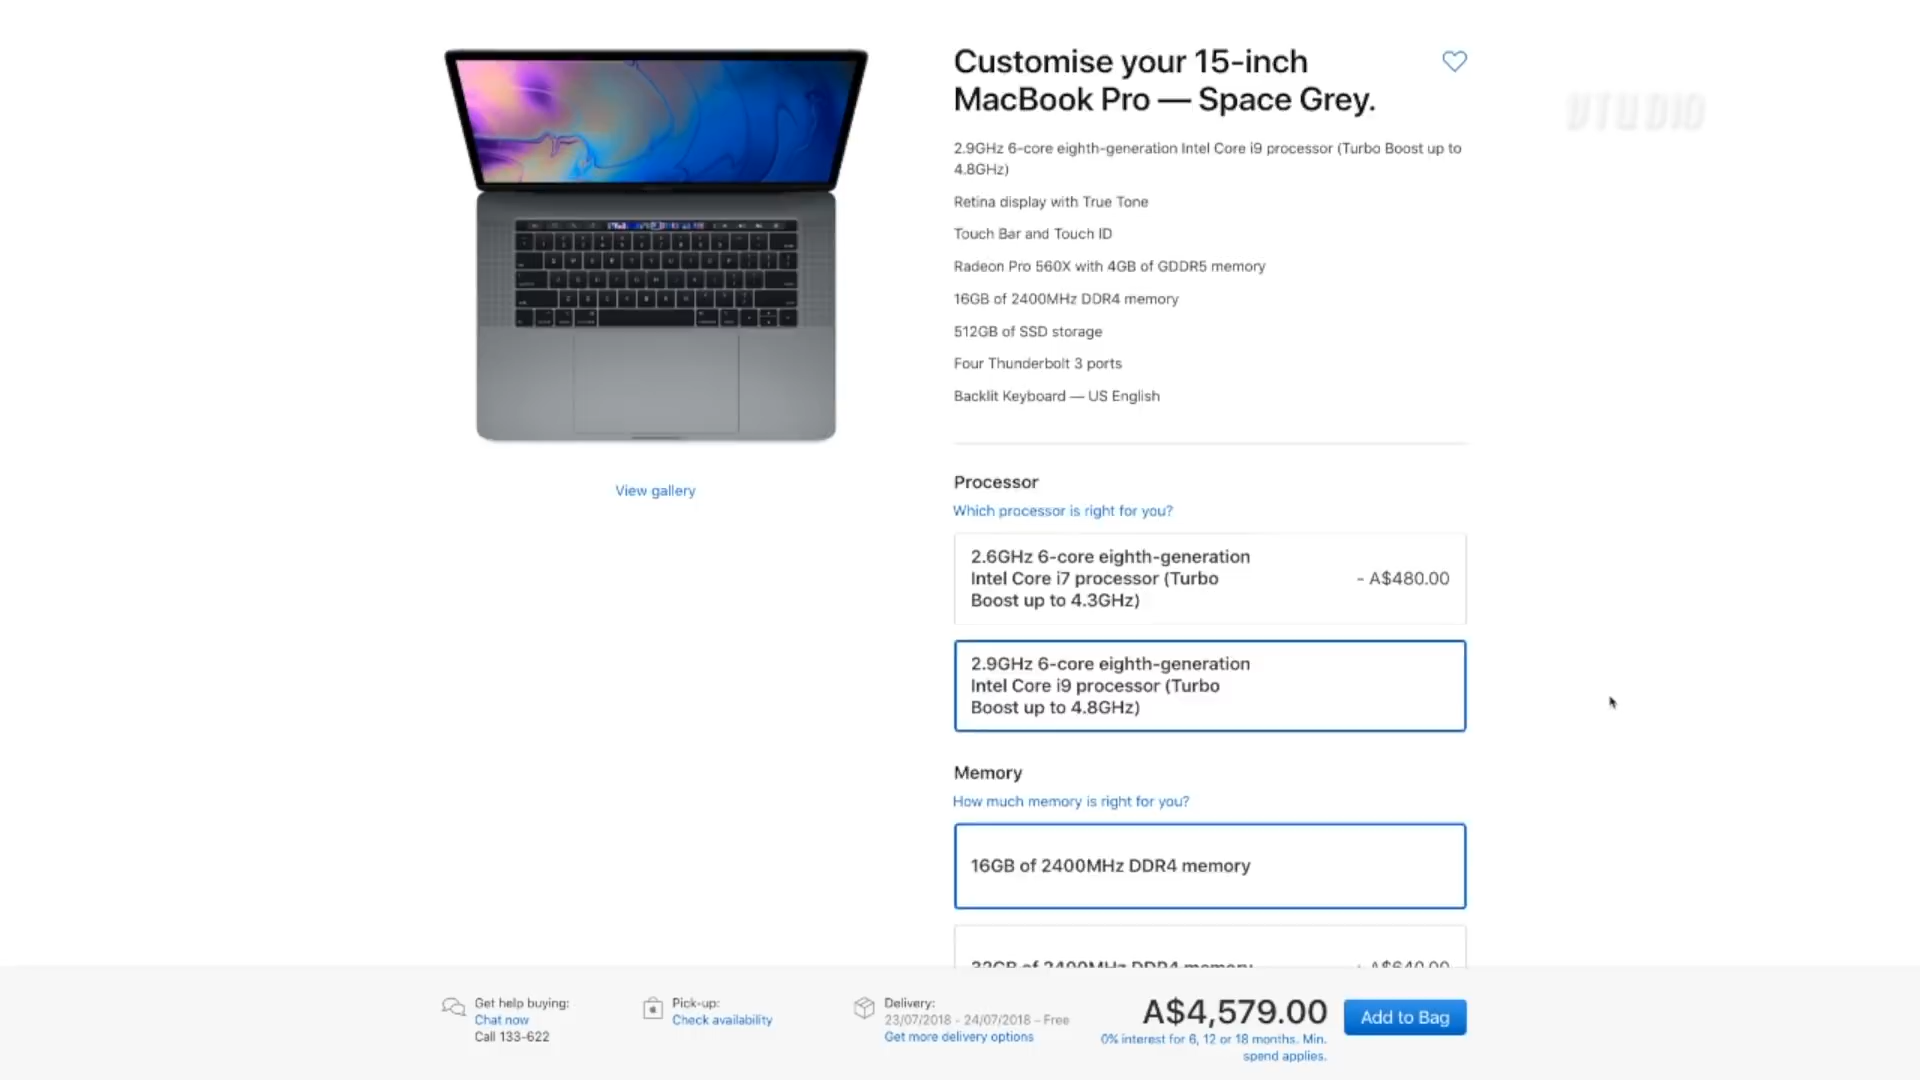 Customise your 15-inch
MacBook Pro — Space Grey.
2.9GHz 6-core eighth-generation Intel Core i9 processor (Turbo Boost up to
4.8GHz)
Retina display with True Tone
Touch Bar and Touch ID
Radeon Pro 560X with 4GB of GDDR5 memory
16GB of 2400MHz DDR4 memory
512GB of SSD storage
Four Thunderbolt 3 ports
Backlit Keyboard — US English
View gallery
Processor
Which processor is right for you?
2.6GHz 6-core eighth-generation
Intel Core i7 processor (Turbo
Boost up to 4.3GHz)
- A$480.00
2.9GHz 6-core eighth-generation
Intel Core i9 processor (Turbo
Boost up to 4.8GHz)
Memory
How much memory is right for you?
16GB of 2400MHz DDR4 memory
32GB of 2400MHz DDR4 memory
+ A$640.00
Get help buying:
Chat now
Call 133-622
Pick-up:
Check availability
Delivery:
23/07/2018 - 24/07/2018 – Free
Get more delivery options
A$4,579.00
0% interest for 6, 12 or 18 months. Min.
spend applies.
Add to Bag